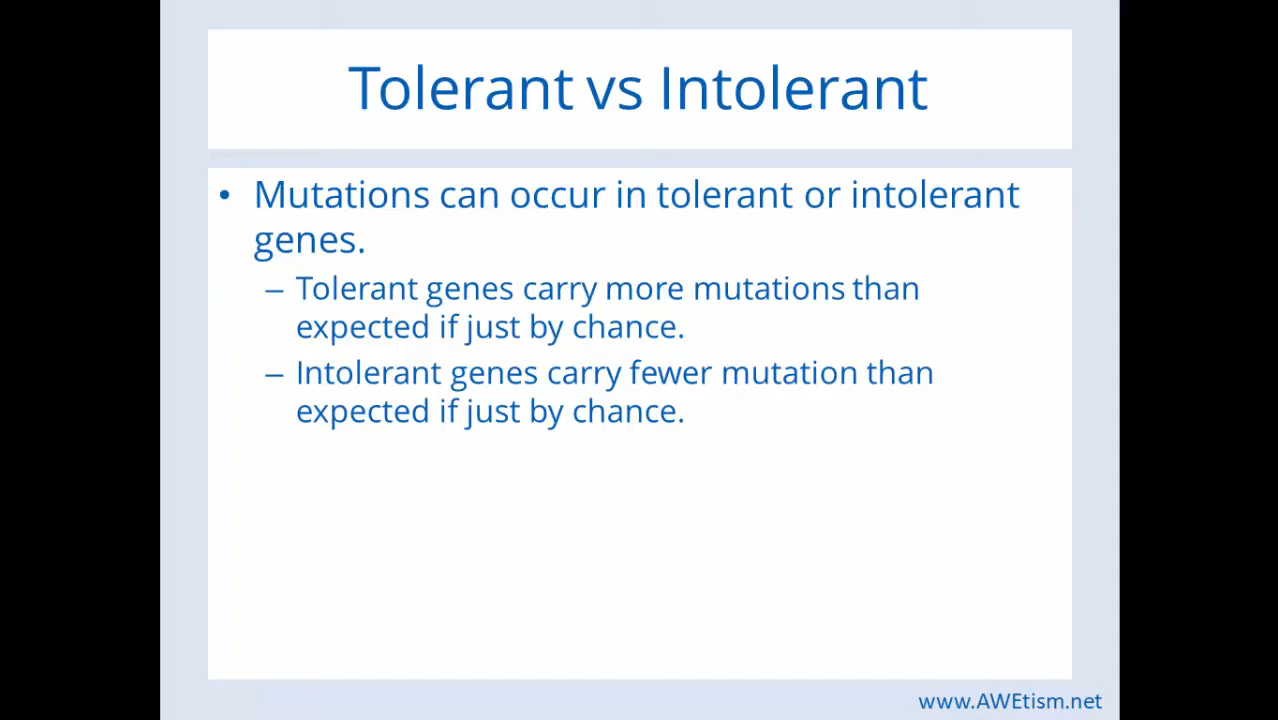 Tolerant vs Intolerant
• Mutations can occur in tolerant or intolerant
genes.
– Tolerant genes carry more mutations than
expected if just by chance.
– Intolerant genes carry fewer mutation than
expected if just by chance.
www.AWEtism.net